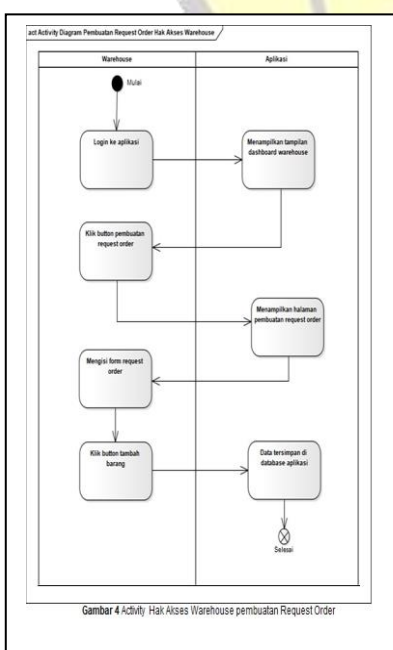 act Activity Diagram Pembuatan Request Order Hak Akses Warehouse
Warehouse
Aplikasi
Mulai
Login ke aplikasi
Menampilkan tampilan
dashboard warehouse
Klik button pembuatan
request order
Menampilkan halaman
pembuatan request order
Mengisi form request
order
Klik button tambah
barang
Data tersimpan di
database aplikasi
Selesai
Gambar 4 Activity Hak Akses Warehouse pembuatan Request Order